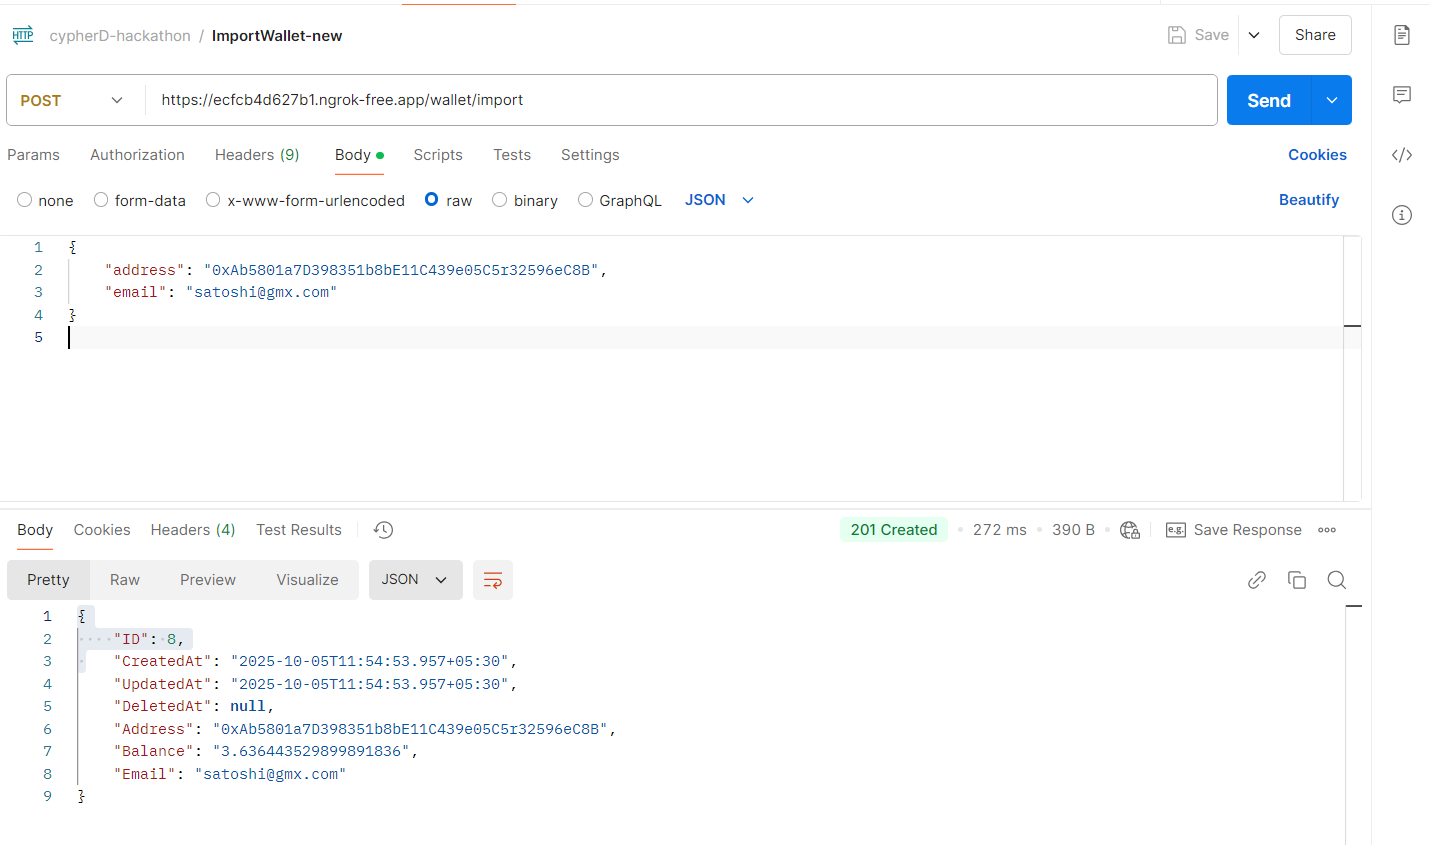 HTTP cypherD-hackathon / ImportWallet-new Save Share
POST https://ecfcb4d627b1.ngrok-free.app/wallet/import Send
Params Authorization Headers (9) Body Scripts Tests Settings Cookies
none form-data x-www-form-urlencoded raw binary GraphQL JSON Beautify
1 {
2 "address": "0xAb5801a7D398351b8bE11C439e05C5r32596eC8B",
3 "email": "satoshi@gmx.com"
4 }
5
Body Cookies Headers (4) Test Results 201 Created 272 ms 390 B e.g. Save Response
Pretty Raw Preview Visualize JSON
1 {
2 "ID": 8,
3 "CreatedAt": "2025-10-05T11:54:53.957+05:30",
4 "UpdatedAt": "2025-10-05T11:54:53.957+05:30",
5 "DeletedAt": null,
6 "Address": "0xAb5801a7D398351b8bE11C439e05C5r32596eC8B",
7 "Balance": "3.636443529899891836",
8 "Email": "satoshi@gmx.com"
9 }